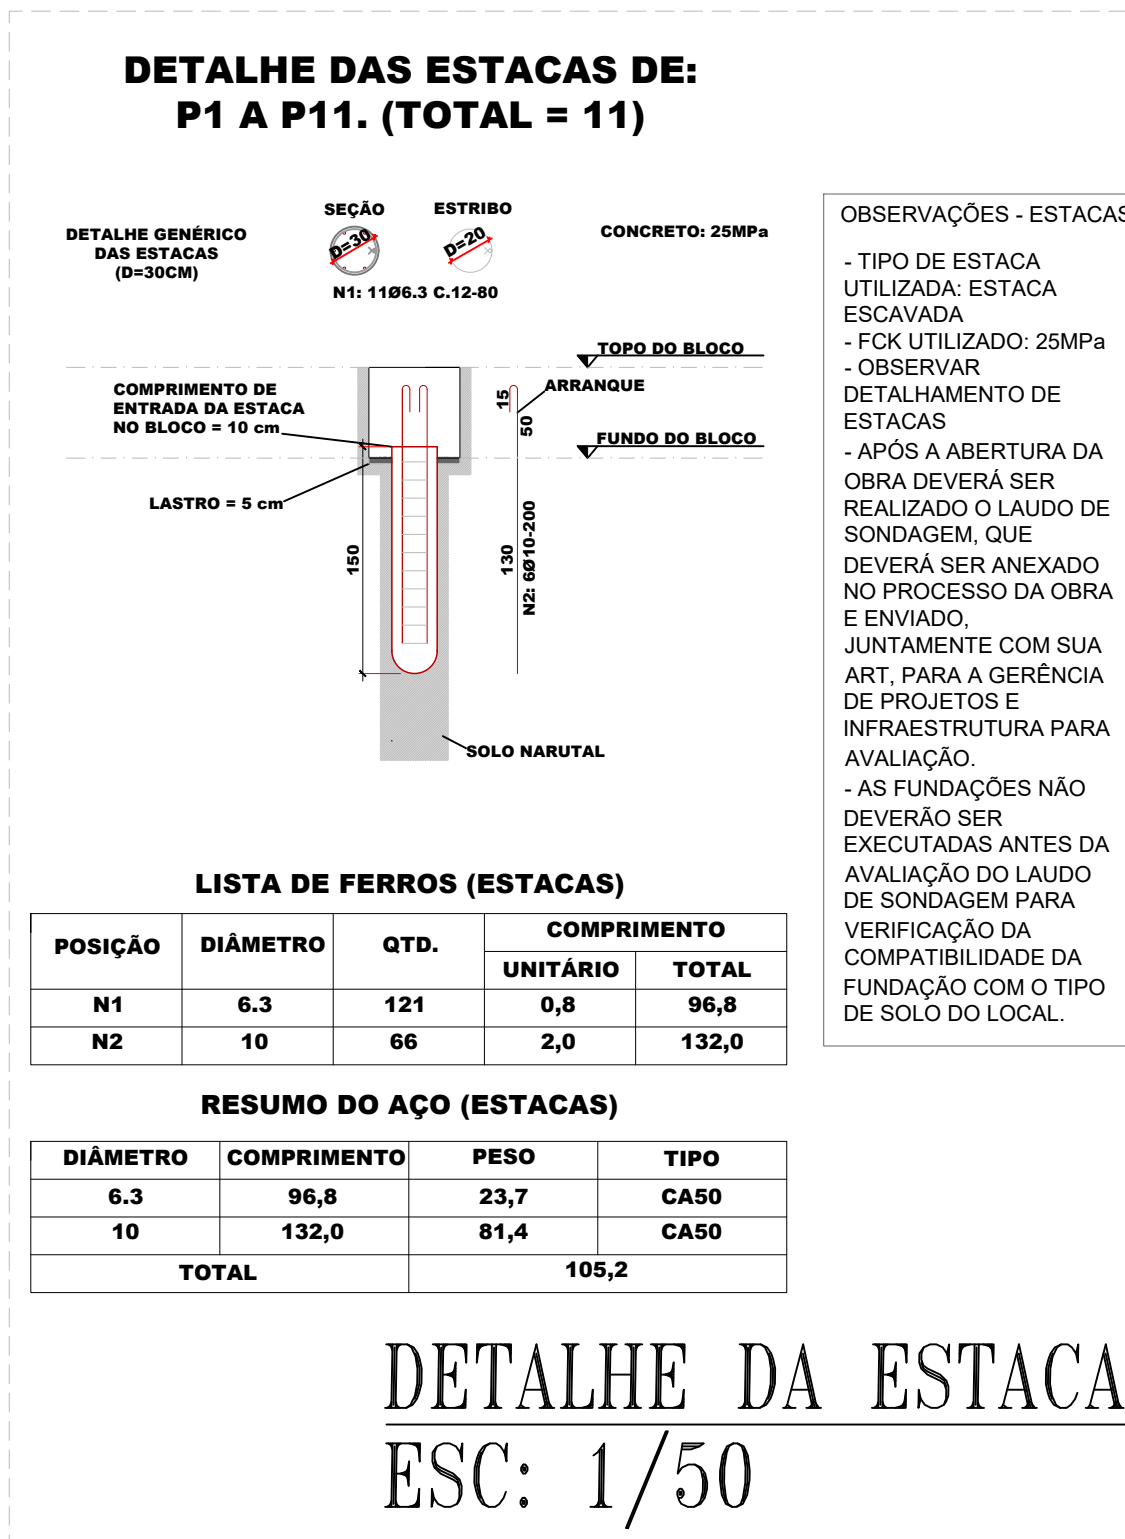 DETALHE DAS ESTACAS DE:
P1 A P11. (TOTAL = 11)
DETALHE GENÉRICO
DAS ESTACAS
(D=30CM)
SEÇÃO
D=30
ESTRIBO
D=20
N1: 11Ø6.3 C.12-80
CONCRETO: 25MPa
TOPO DO BLOCO
COMPRIMENTO DE
ENTRADA DA ESTACA
NO BLOCO = 10 cm
ARRANQUE
15
50
FUNDO DO BLOCO
LASTRO = 5 cm
150
130
N2: 6Ø10-200
SOLO NARUTAL
OBSERVAÇÕES - ESTACAS
- TIPO DE ESTACA
UTILIZADA: ESTACA
ESCAVADA
- FCK UTILIZADO: 25MPa
- OBSERVAR
DETALHAMENTO DE
ESTACAS
- APÓS A ABERTURA DA
OBRA DEVERÁ SER
REALIZADO O LAUDO DE
SONDAGEM, QUE
DEVERÁ SER ANEXADO
NO PROCESSO DA OBRA
E ENVIADO,
JUNTAMENTE COM SUA
ART, PARA A GERÊNCIA
DE PROJETOS E
INFRAESTRUTURA PARA
AVALIAÇÃO.
- AS FUNDAÇÕES NÃO
DEVERÃO SER
EXECUTADAS ANTES DA
AVALIAÇÃO DO LAUDO
DE SONDAGEM PARA
VERIFICAÇÃO DA
COMPATIBILIDADE DA
FUNDAÇÃO COM O TIPO
DE SOLO DO LOCAL.
LISTA DE FERROS (ESTACAS)
POSIÇÃO DIÂMETRO QTD. COMPRIMENTO
UNITÁRIO TOTAL
N1 6.3 121 0,8 96,8
N2 10 66 2,0 132,0
RESUMO DO AÇO (ESTACAS)
DIÂMETRO COMPRIMENTO PESO TIPO
6.3 96,8 23,7 CA50
10 132,0 81,4 CA50
TOTAL 105,2
DETALHE DA ESTACA
ESC: 1/50